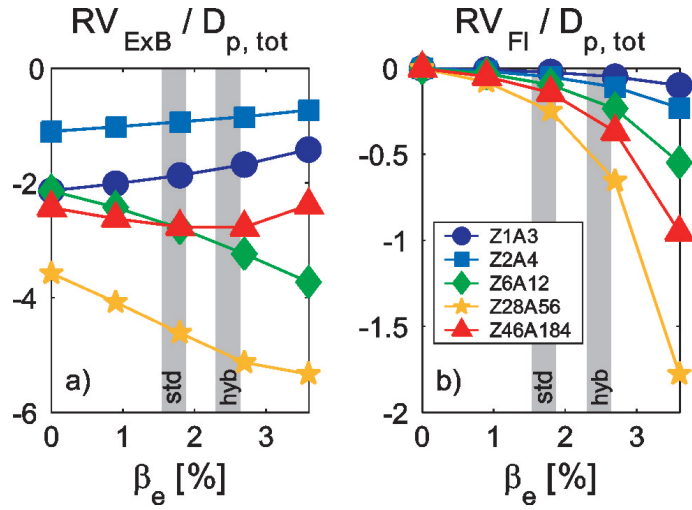 RV_ExB / D_p, tot
0
-2
-4
-6
a)
std
hyb
0
1
2
3
β_e [%]
RV_FI / D_p, tot
0
-0.5
-1
-1.5
-2
Z1A3
Z2A4
Z6A12
Z28A56
Z46A184
b)
std
hyb
0
1
2
3
β_e [%]